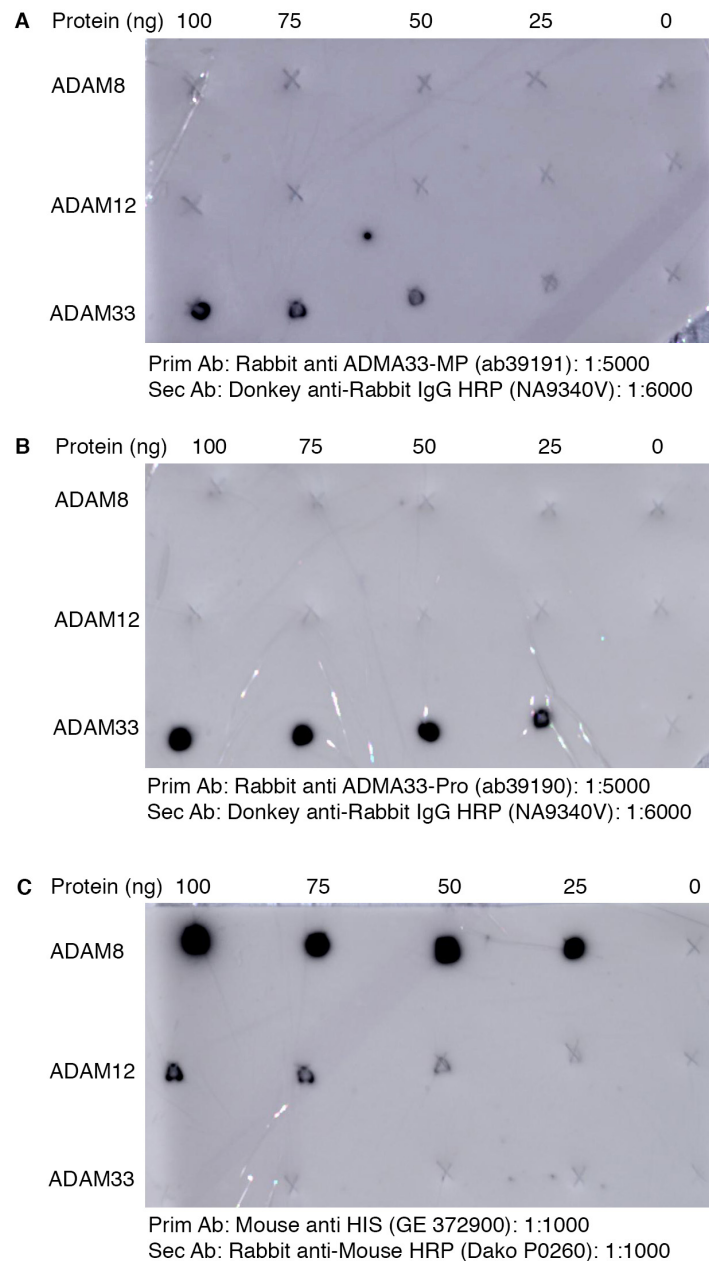 A Protein (ng) 100 75 50 25 0
ADAM8
ADAM12
ADAM33
Prim Ab: Rabbit anti ADMA33-MP (ab39191): 1:5000
Sec Ab: Donkey anti-Rabbit IgG HRP (NA9340V): 1:6000
B Protein (ng) 100 75 50 25 0
ADAM8
ADAM12
ADAM33
Prim Ab: Rabbit anti ADMA33-Pro (ab39190): 1:5000
Sec Ab: Donkey anti-Rabbit IgG HRP (NA9340V): 1:6000
C Protein (ng) 100 75 50 25 0
ADAM8
ADAM12
ADAM33
Prim Ab: Mouse anti HIS (GE 372900): 1:1000
Sec Ab: Rabbit anti-Mouse HRP (Dako P0260): 1:1000